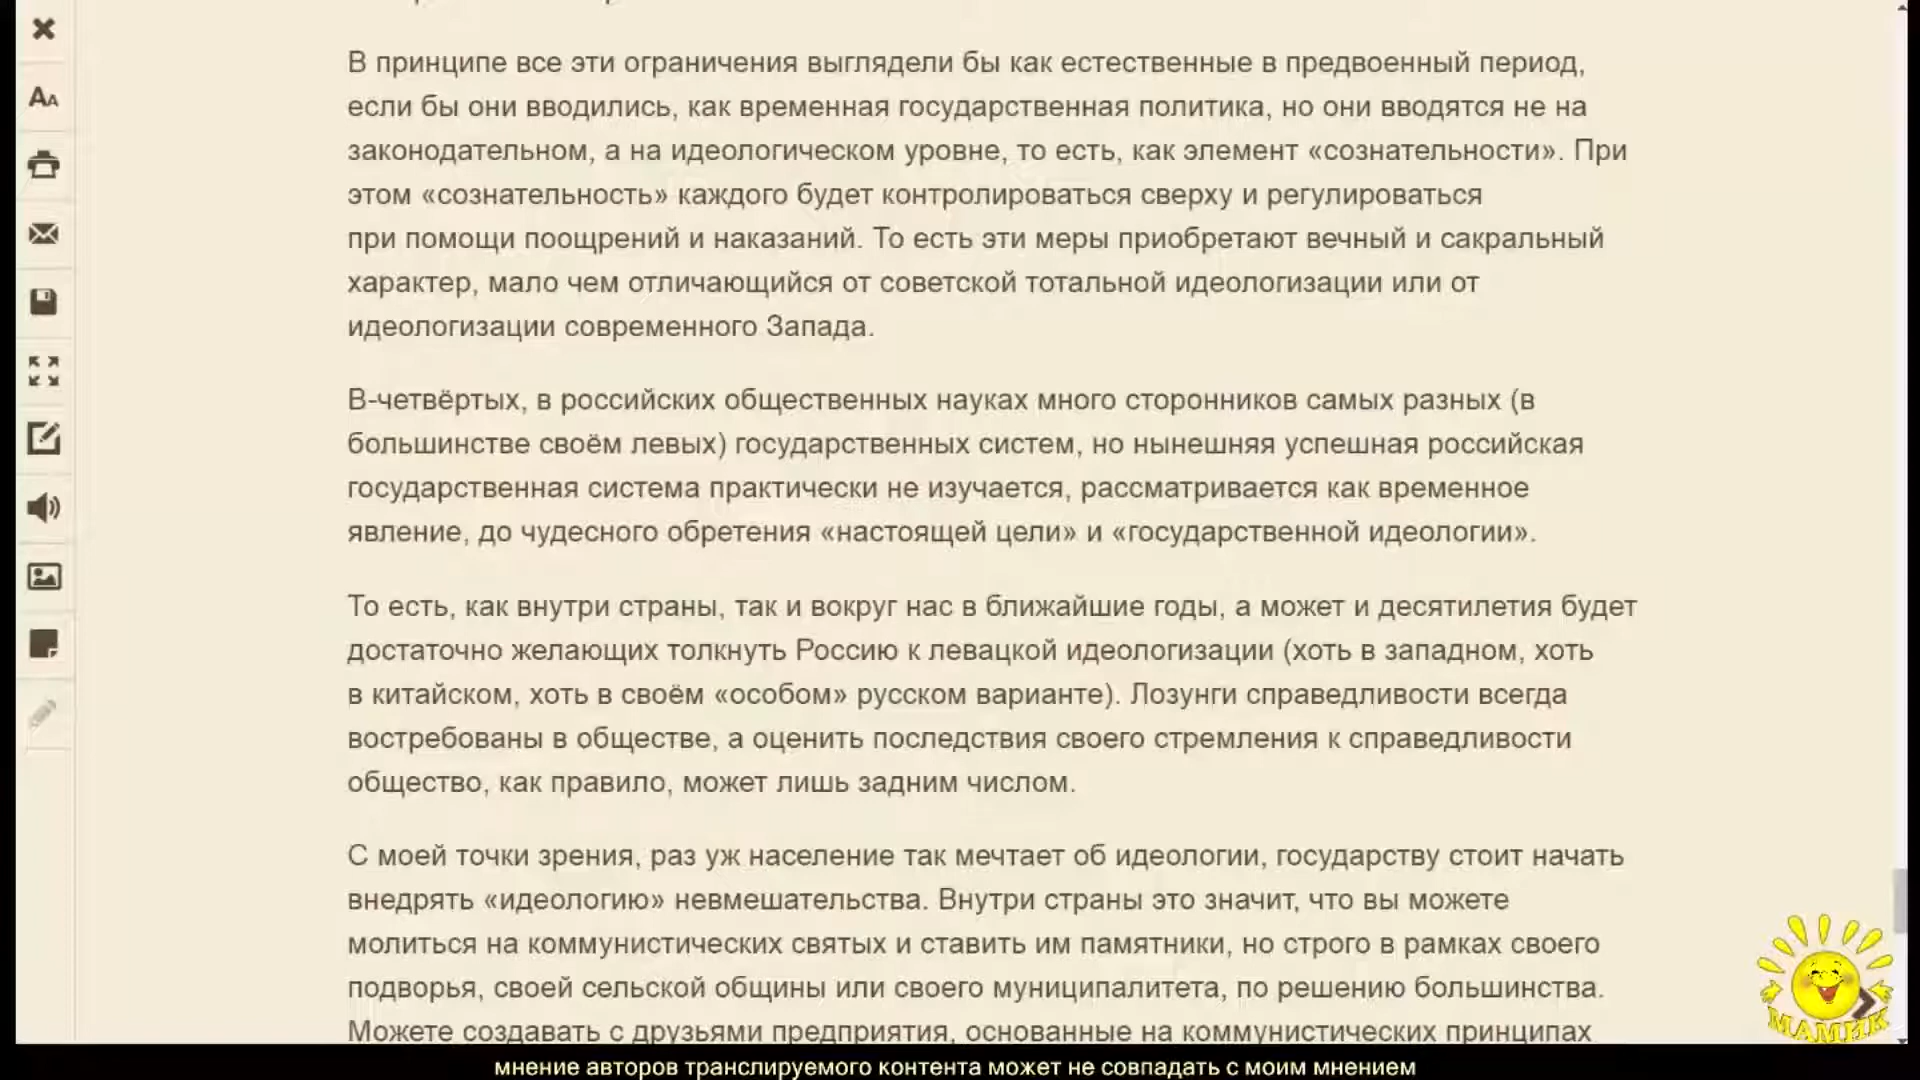 В принципе все эти ограничения выглядели бы как естественные в предвоенный период,
если бы они вводились, как временная государственная политика, но они вводятся не на
законодательном, а на идеологическом уровне, то есть, как элемент «сознательности». При
этом «сознательность» каждого будет контролироваться сверху и регулироваться
при помощи поощрений и наказаний. То есть эти меры приобретают вечный и сакральный
характер, мало чем отличающийся от советской тотальной идеологизации или от
идеологизации современного Запада.
В-четвёртых, в российских общественных науках много сторонников самых разных (в
большинстве своём левых) государственных систем, но нынешняя успешная российская
государственная система практически не изучается, рассматривается как временное
явление, до чудесного обретения «настоящей цели» и «государственной идеологии».
То есть, как внутри страны, так и вокруг нас в ближайшие годы, а может и десятилетия будет
достаточно желающих толкнуть Россию к левацкой идеологизации (хоть в западном, хоть
в китайском, хоть в своём «особом» русском варианте). Лозунги справедливости всегда
востребованы в обществе, а оценить последствия своего стремления к справедливости
общество, как правило, может лишь задним числом.
С моей точки зрения, раз уж население так мечтает об идеологии, государству стоит начать
внедрять «идеологию» невмешательства. Внутри страны это значит, что вы можете
молиться на коммунистических святых и ставить им памятники, но строго в рамках своего
подворья, своей сельской общины или своего муниципалитета, по решению большинства.
Можете создавать с друзьями предприятия, основанные на коммунистических принципах
МАМИК
мнение авторов транслируемого контента может не совпадать с моим мнением